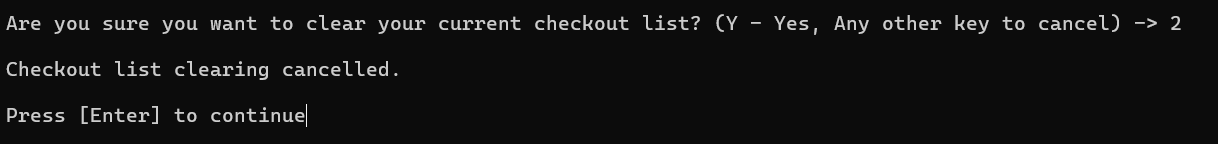 Are you sure you want to clear your current checkout list? (Y - Yes, Any other key to cancel) -> 2
Checkout list clearing cancelled.
Press [Enter] to continue